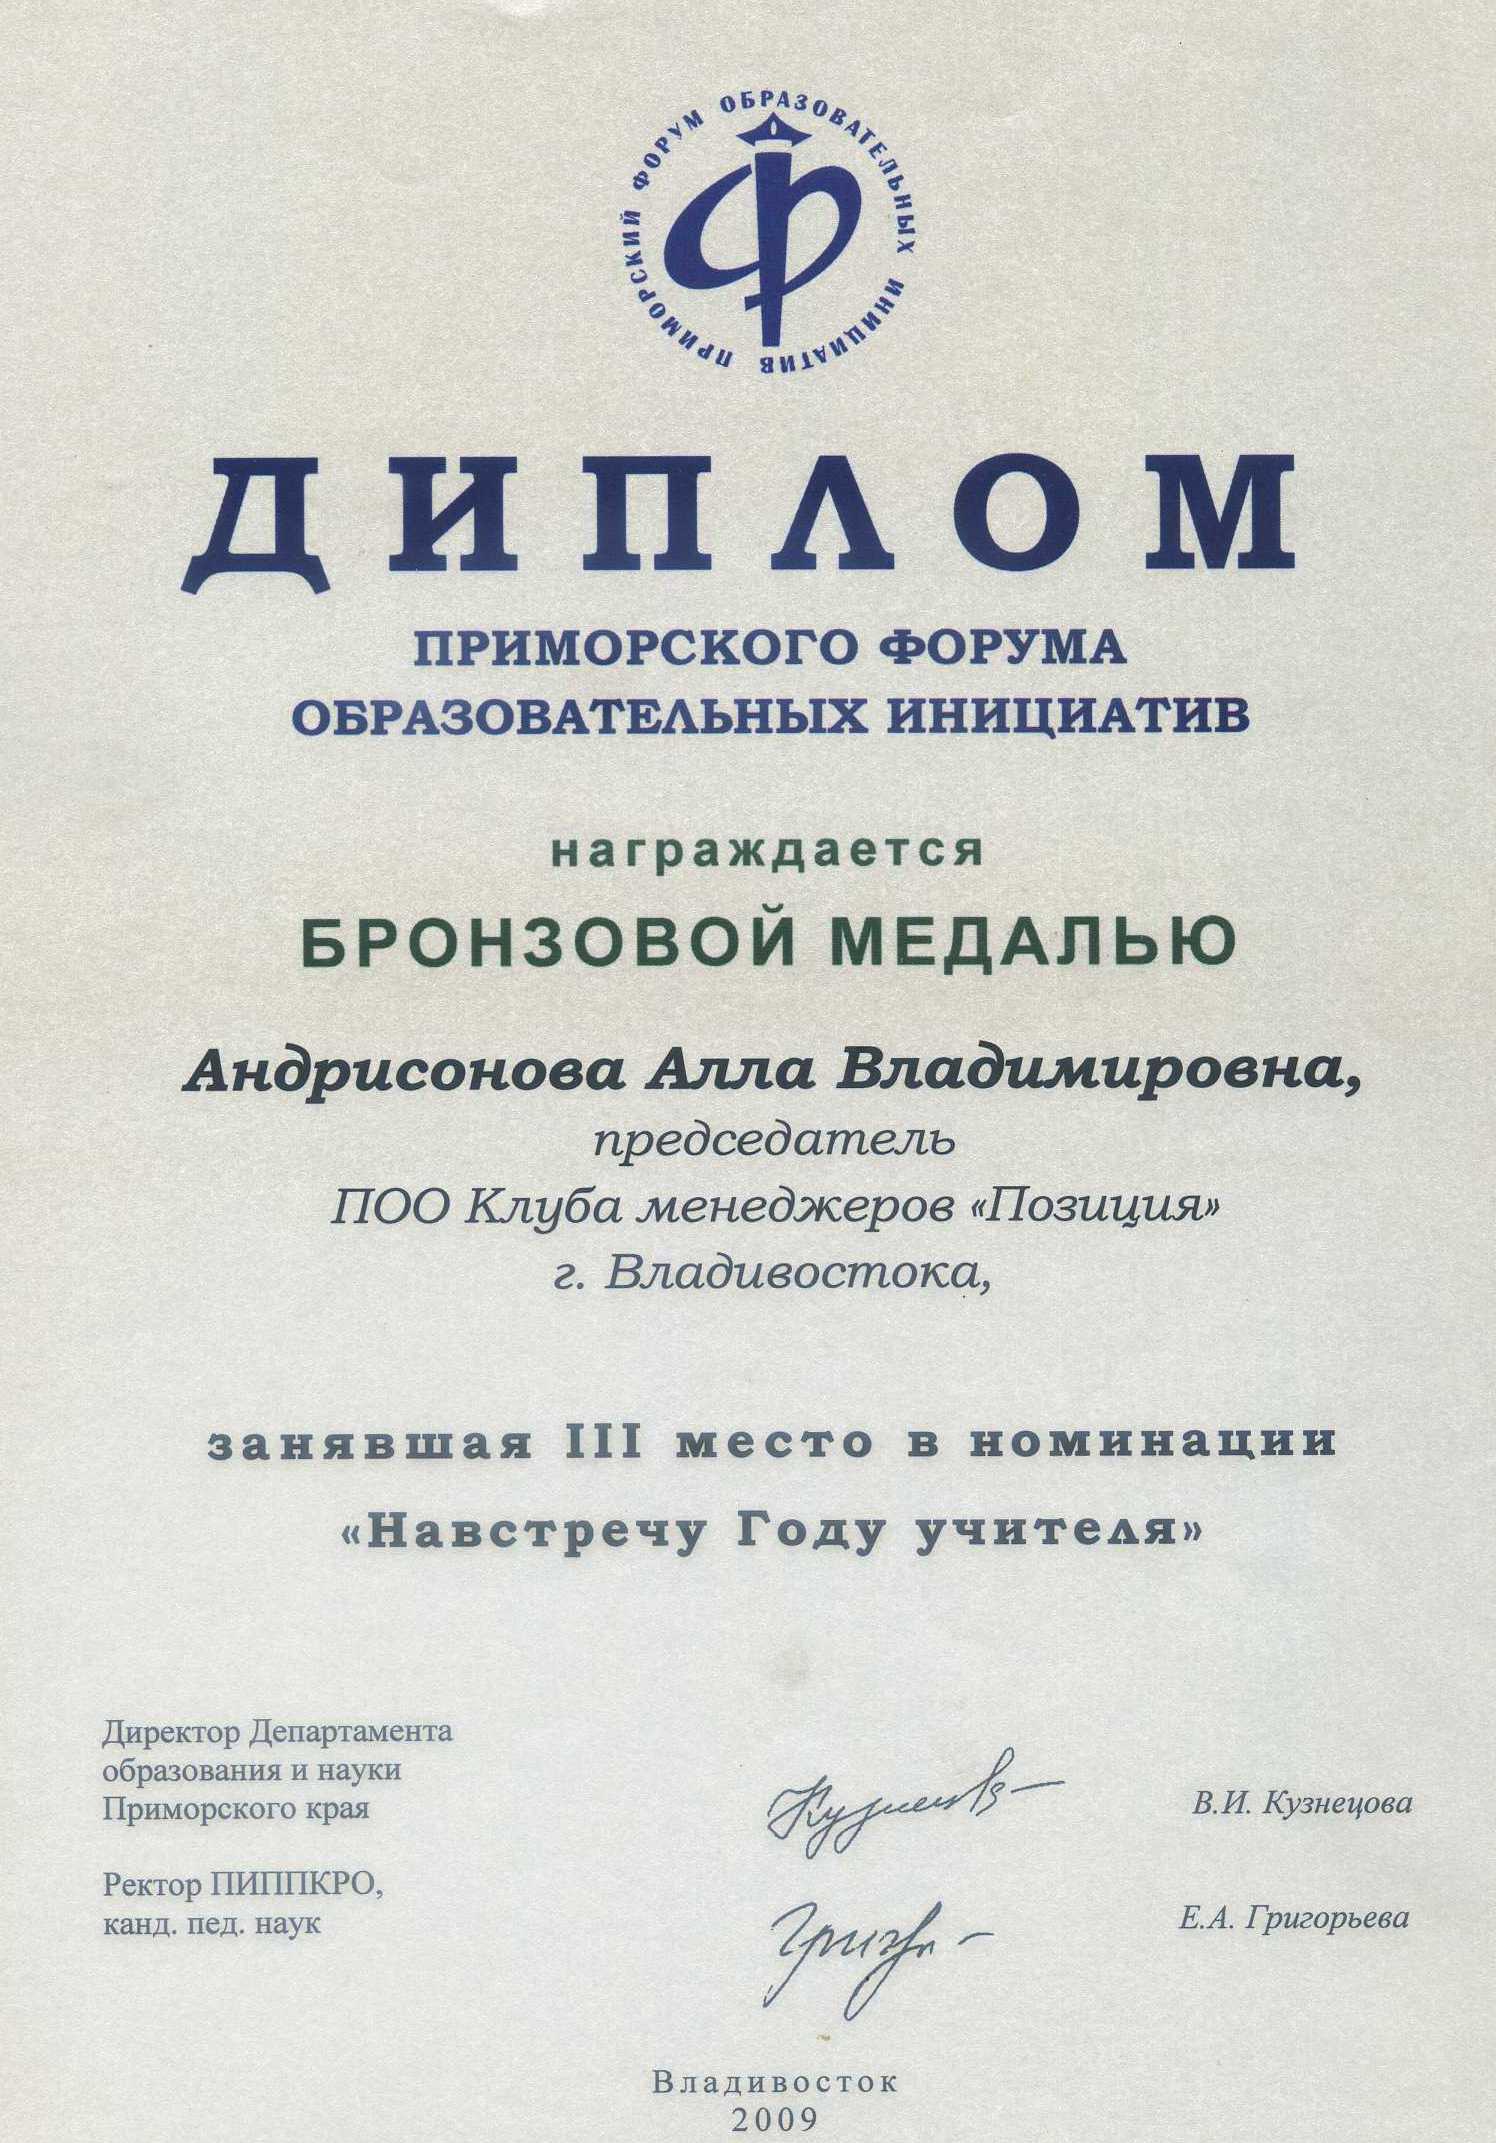 ПРИМОРСКИЙ ФОРУМ ОБРАЗОВАТЕЛЬНЫХ ИНИЦИАТИВ
ДИПЛОМ
ПРИМОРСКОГО ФОРУМА
ОБРАЗОВАТЕЛЬНЫХ ИНИЦИАТИВ
награждается
БРОНЗОВОЙ МЕДАЛЬЮ
Андрисонова Алла Владимировна,
председатель
ПОО Клуба менеджеров «Позиция»
г. Владивостока,
занявшая III место в номинации
«Навстречу Году учителя»
Директор Департамента
образования и науки
Приморского края
В.И. Кузнецова
Ректор ПИППКРО,
канд. пед. наук
Е.А. Григорьева
Владивосток
2009